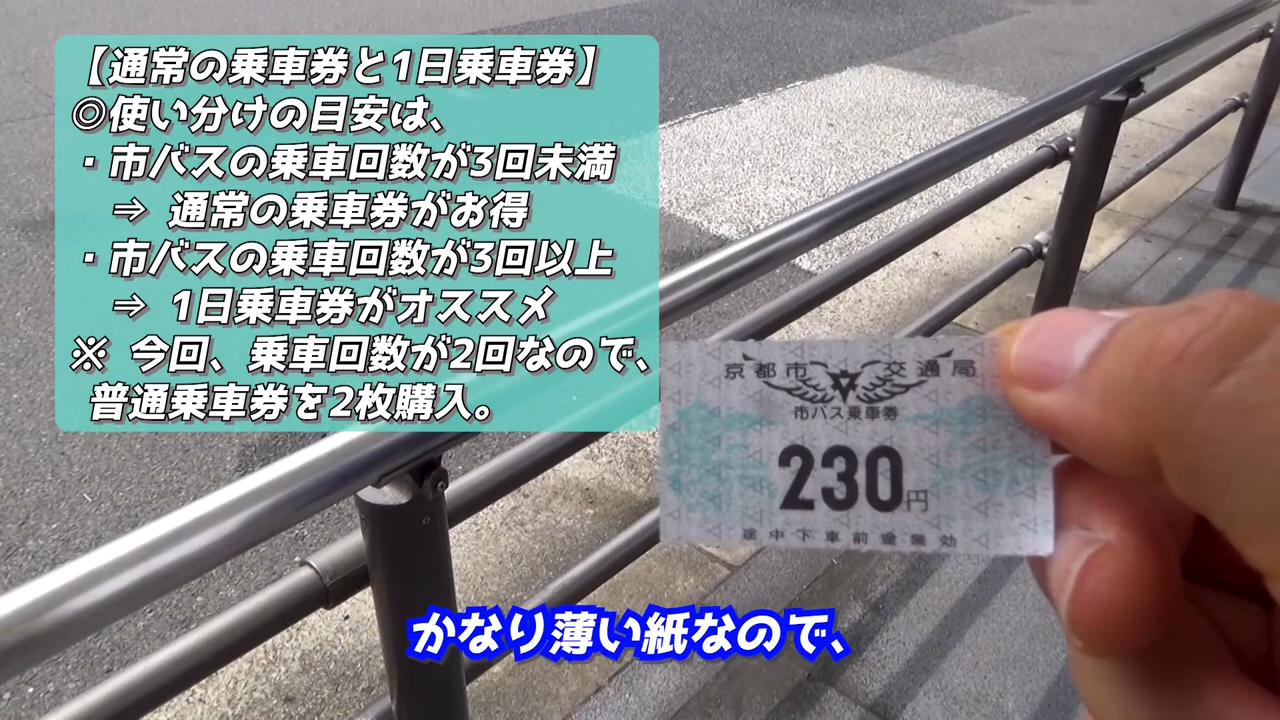 【通常の乗車券と1日乗車券】
◎使い分けの目安は、
・市バスの乗車回数が3回未満
⇒ 通常の乗車券がお得
・市バスの乗車回数が3回以上
⇒ 1日乗車券がオススメ
※ 今回、乗車回数が2回なので、
普通乗車券を2枚購入。
京都市 交通局
市バス乗車券
230円
途中下車前途無効
かなり薄い紙なので、